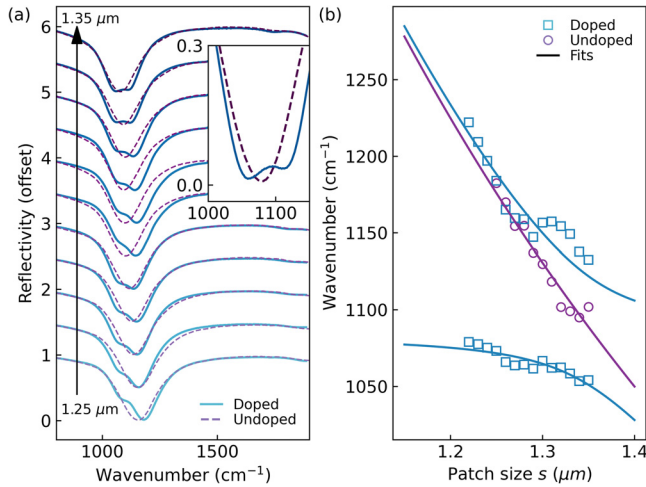 (a)
1.35 μm
6
5
4
3
2
1
0
Reflectivity (offset)
1.25 μm
Doped
Undoped
1000
1500
Wavenumber (cm⁻¹)
0.3
0.0
1000
1100
(b)
Doped
Undoped
Fits
1250
1200
1150
1100
1050
Wavenumber (cm⁻¹)
1.2
1.3
1.4
Patch size s (μm)